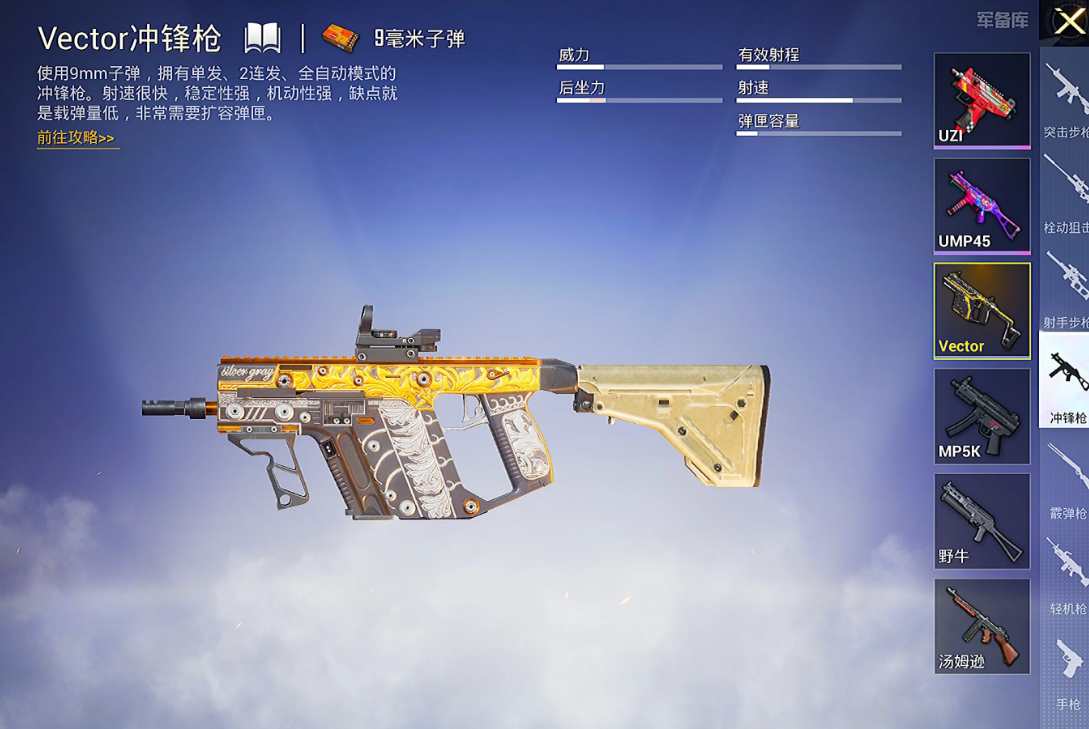 Vector冲锋枪
9毫米子弹
使用9mm子弹，拥有单发、2连发、全自动模式的
冲锋枪。射速很快，稳定性强，机动性强，缺点就
是载弹量低，非常需要扩容弹匣。
前往攻略>>
威力
有效射程
后坐力
射速
弹匣容量
军备库
silver gray
UZI
UMP45
Vector
MP5K
野牛
汤姆逊
突击步枪
栓动狙击
射手步枪
冲锋枪
霰弹枪
轻机枪
手枪